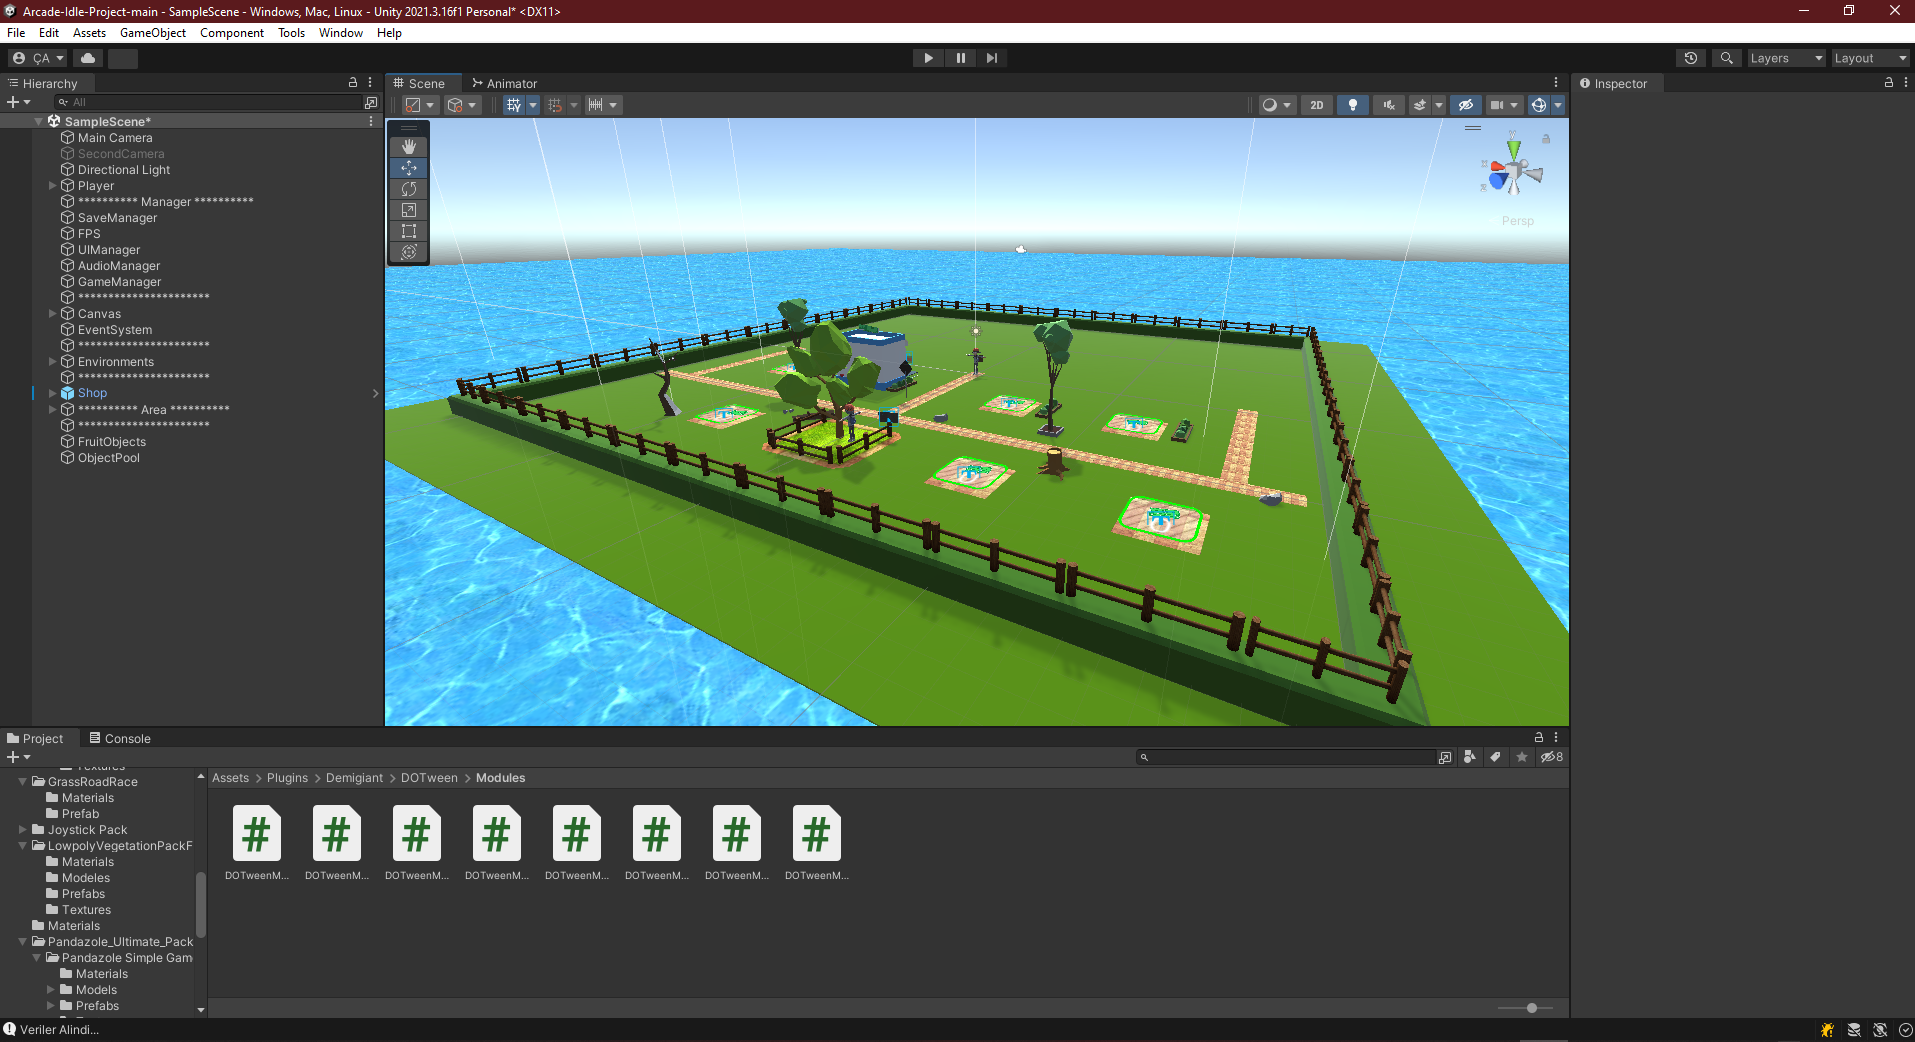 Arcade-Idle-Project-main - SampleScene - Windows, Mac, Linux - Unity 2021.3.16f1 Personal* <DX11>
File Edit Assets GameObject Component Tools Window Help
ÇA Layers Layout
Hierarchy
All
SampleScene*
Main Camera
SecondCamera
Directional Light
Player
********** Manager **********
SaveManager
FPS
UIManager
AudioManager
GameManager
**********************
Canvas
EventSystem
**********************
Environments
**********************
Shop
********** Area **********
**********************
FruitObjects
ObjectPool
Scene Animator
2D
y
x
z
Persp
Inspector
Project Console
8
Textures
GrassRoadRace
Materials
Prefab
Joystick Pack
LowpolyVegetationPackF
Materials
Modeles
Prefabs
Textures
Materials
Pandazole_Ultimate_Pack
Pandazole Simple Gam
Materials
Models
Prefabs
Assets > Plugins > Demigiant > DOTween > Modules
# # # # # # # #
DOTweenM... DOTweenM... DOTweenM... DOTweenM... DOTweenM... DOTweenM... DOTweenM... DOTweenM...
Veriler Alindi...